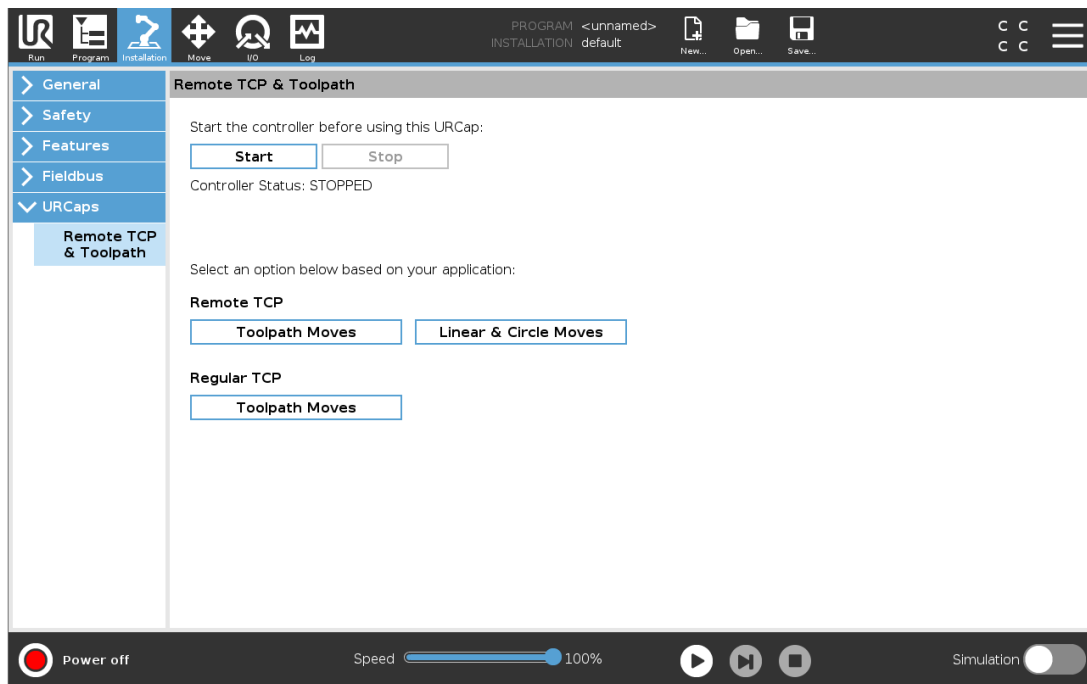 PROGRAM <unnamed>
INSTALLATION default
C C
C C
Run Program Installation Move I/O Log New... Open... Save...
General
Safety
Features
Fieldbus
URCaps
Remote TCP
& Toolpath
Remote TCP & Toolpath
Start the controller before using this URCap:
Start Stop
Controller Status: STOPPED
Select an option below based on your application:
Remote TCP
Toolpath Moves Linear & Circle Moves
Regular TCP
Toolpath Moves
Power off Speed 100% Simulation